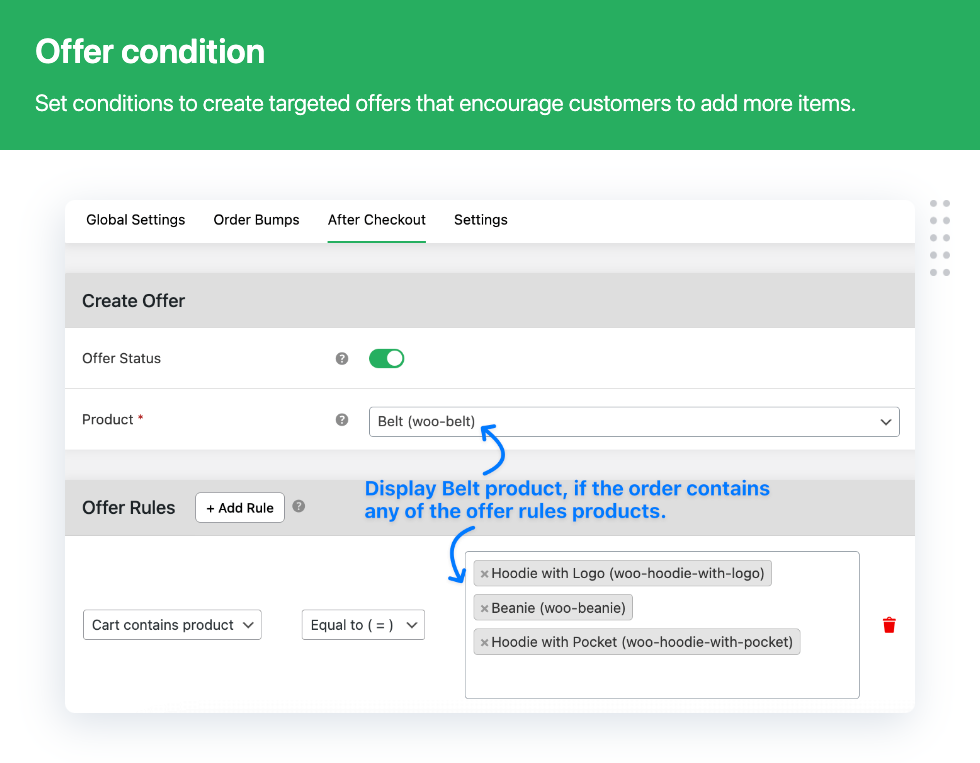 Offer condition
Set conditions to create targeted offers that encourage customers to add more items.
Global Settings Order Bumps After Checkout Settings
Create Offer
Offer Status ?
Product * ? Belt (woo-belt)
Display Belt product, if the order contains
any of the offer rules products.
Offer Rules + Add Rule ?
× Hoodie with Logo (woo-hoodie-with-logo)
× Beanie (woo-beanie)
Cart contains product Equal to ( = )
× Hoodie with Pocket (woo-hoodie-with-pocket)